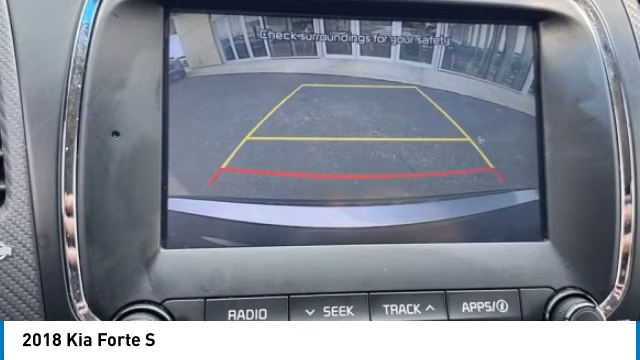 Check surroundings for your safety.
RADIO
SEEK
TRACK
APPS/i
2018 Kia Forte S